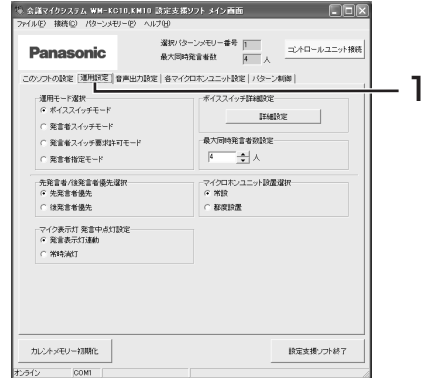 会議マイクシステム WM-KC10,KM10 設定支援ソフト メイン画面
ファイル(F) 接続(C) パターンメモリー(P) ヘルプ(H)
Panasonic
選択パターンメモリー番号 1
最大同時発言者数 4 人
コントロールユニット接続
このソフトの設定 運用設定 音声出力設定 各マイクロホンユニット設定 パターン制御
1
運用モード選択
ボイススイッチモード
発言者スイッチモード
発言者スイッチ要求許可モード
発言者指定モード
ボイススイッチ詳細設定
詳細設定
最大同時発言者数設定
4 人
先発言者/後発言者優先選択
先発言者優先
後発言者優先
マイクロホンユニット設置選択
常設
都度設置
マイク表示灯 発言中点灯設定
発言表示灯連動
常時消灯
カレントメモリー初期化
設定支援ソフト終了
オンライン COM1